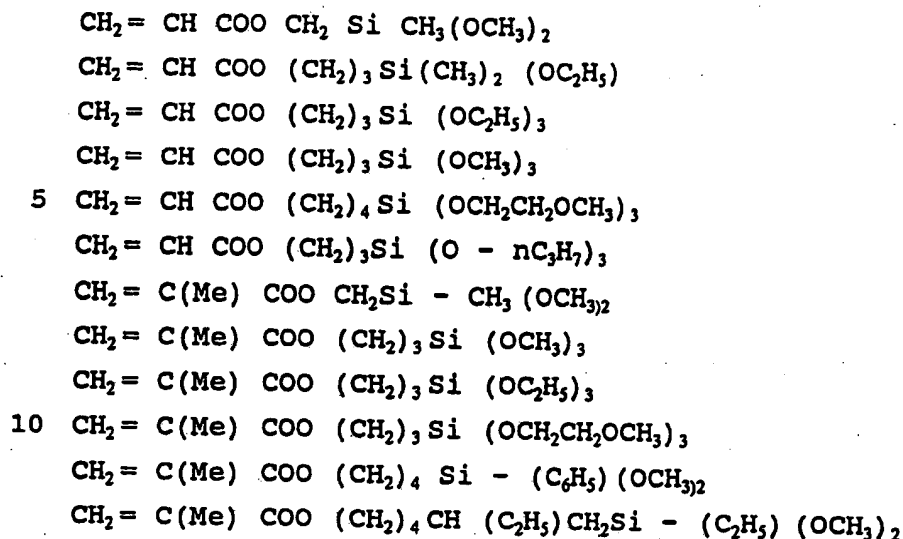 CH₂= CH COO CH₂ Si CH₃(OCH₃)₂
CH₂= CH COO (CH₂)₃Si(CH₃)₂ (OC₂H₅)
CH₂= CH COO (CH₂)₃Si (OC₂H₅)₃
CH₂= CH COO (CH₂)₃Si (OCH₃)₃
5 CH₂= CH COO (CH₂)₄Si (OCH₂CH₂OCH₃)₃
CH₂= CH COO (CH₂)₃Si (O - nC₃H₇)₃
CH₂= C(Me) COO CH₂Si - CH₃(OCH₃₎₂
CH₂= C(Me) COO (CH₂)₃Si (OCH₃)₃
CH₂= C(Me) COO (CH₂)₃Si (OC₂H₅)₃
10 CH₂= C(Me) COO (CH₂)₃Si (OCH₂CH₂OCH₃)₃
CH₂= C(Me) COO (CH₂)₄ Si - (C₆H₅)(OCH₃₎₂
CH₂= C(Me) COO (CH₂)₄CH (C₂H₅)CH₂Si - (C₂H₅) (OCH₃)₂